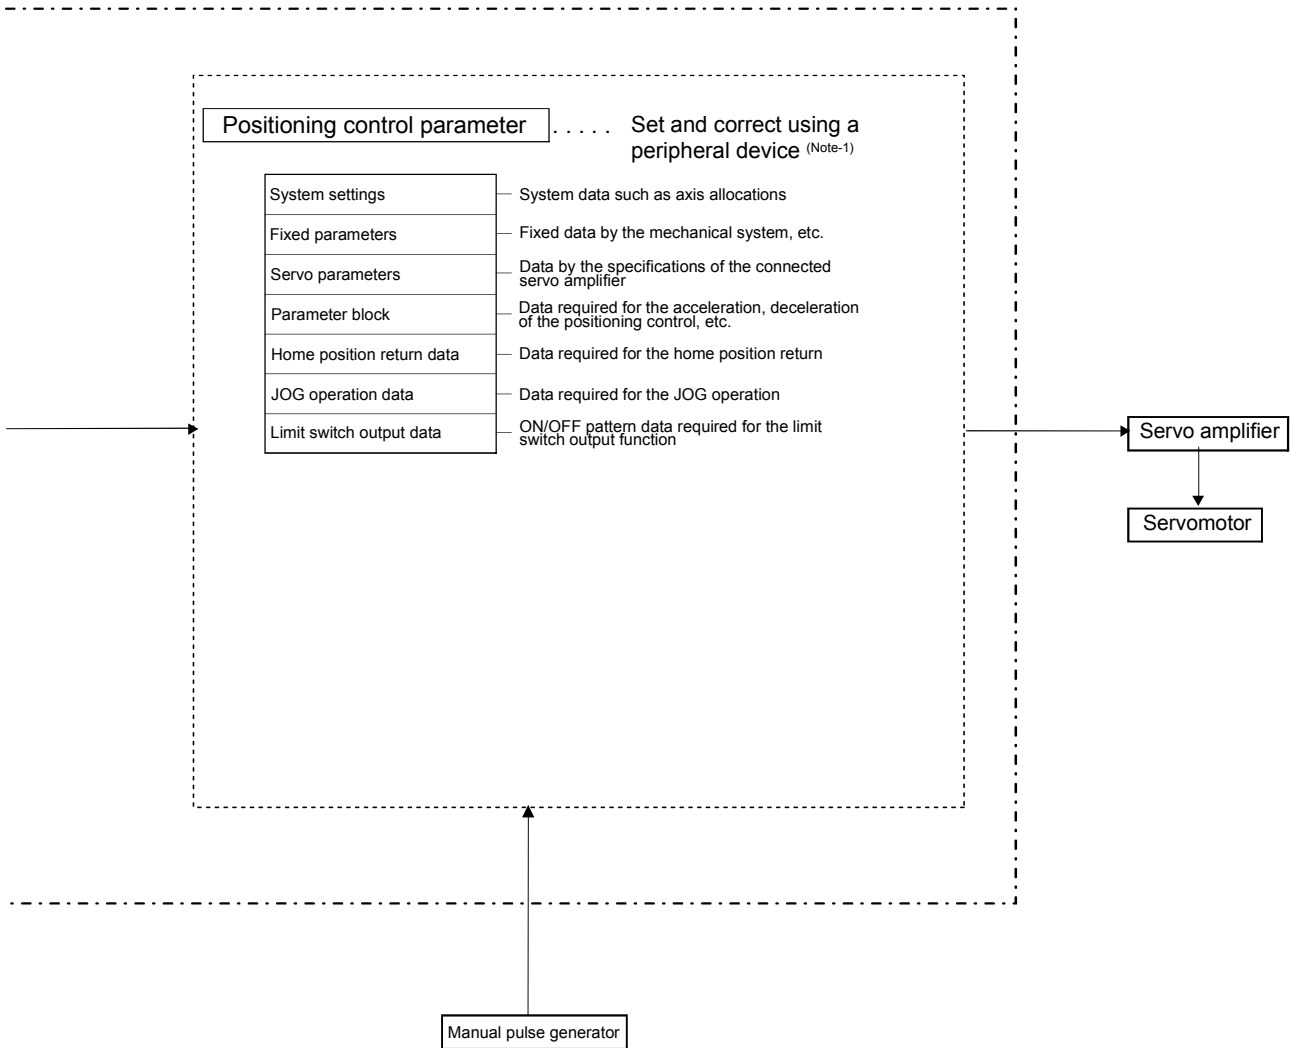 Positioning control parameter ..... Set and correct using a
peripheral device (Note-1)
System settings System data such as axis allocations
Fixed parameters Fixed data by the mechanical system, etc.
Servo parameters Data by the specifications of the connected
servo amplifier
Parameter block Data required for the acceleration, deceleration
of the positioning control, etc.
Home position return data Data required for the home position return
JOG operation data Data required for the JOG operation
Limit switch output data ON/OFF pattern data required for the limit
switch output function
Servo amplifier
Servomotor
Manual pulse generator